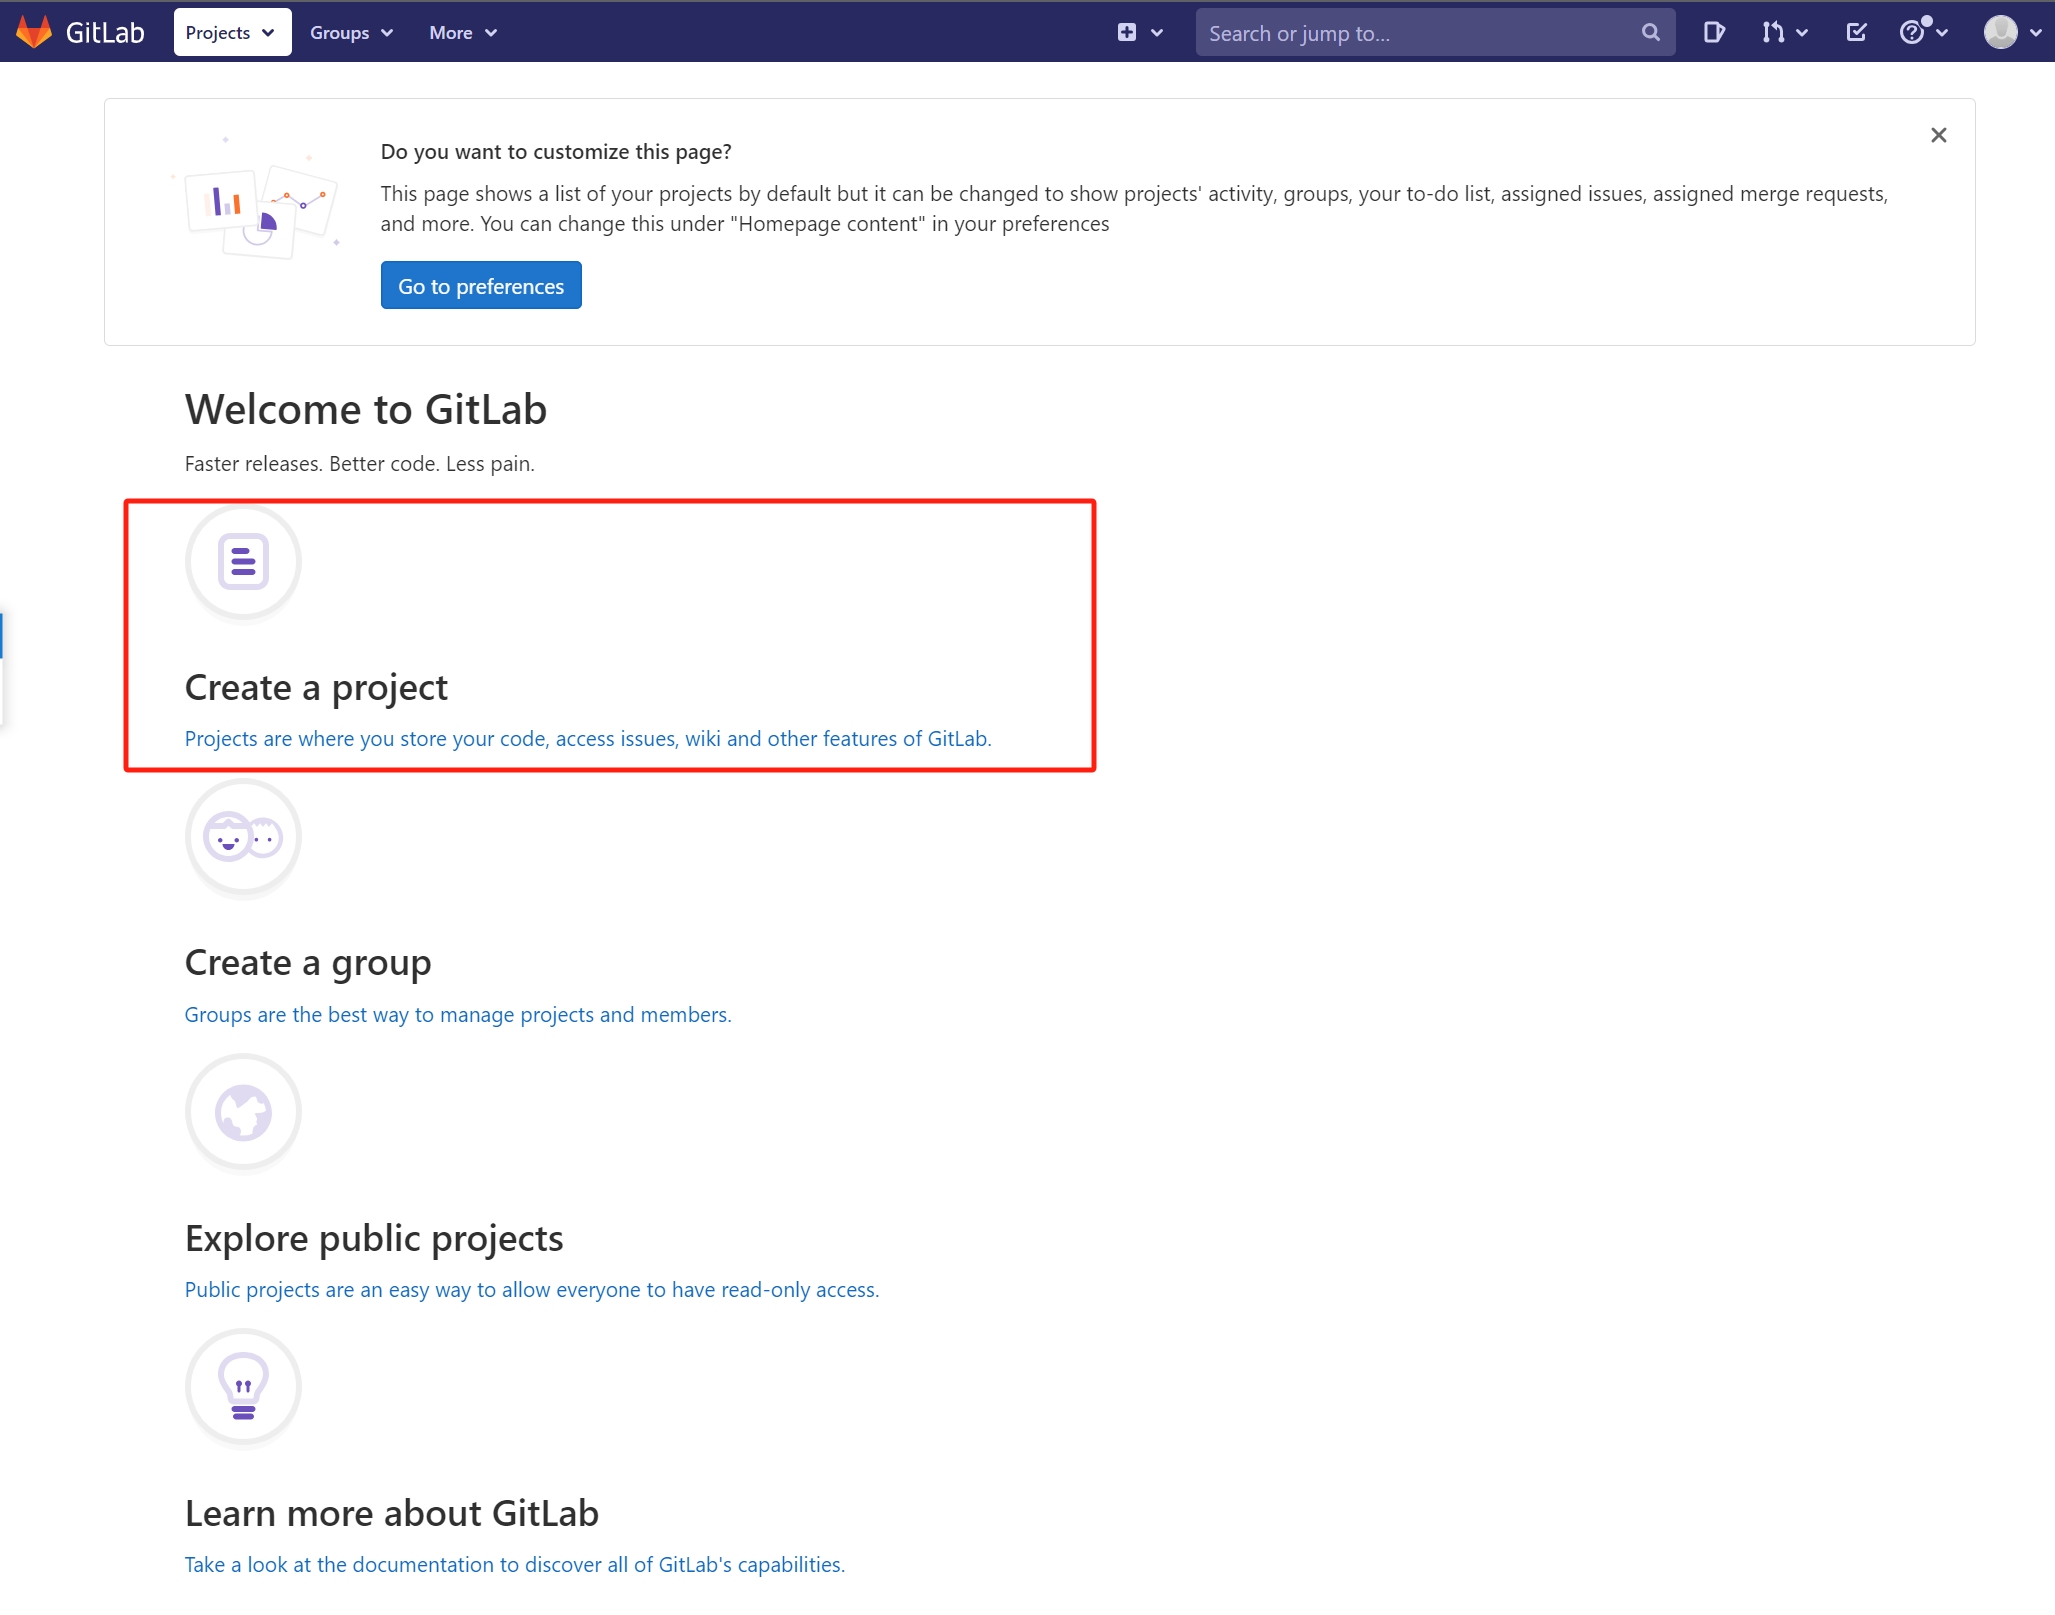 GitLab Projects Groups More Search or jump to...
Do you want to customize this page?
This page shows a list of your projects by default but it can be changed to show projects' activity, groups, your to-do list, assigned issues, assigned merge requests,
and more. You can change this under "Homepage content" in your preferences
Go to preferences
Welcome to GitLab
Faster releases. Better code. Less pain.
Create a project
Projects are where you store your code, access issues, wiki and other features of GitLab.
Create a group
Groups are the best way to manage projects and members.
Explore public projects
Public projects are an easy way to allow everyone to have read-only access.
Learn more about GitLab
Take a look at the documentation to discover all of GitLab's capabilities.